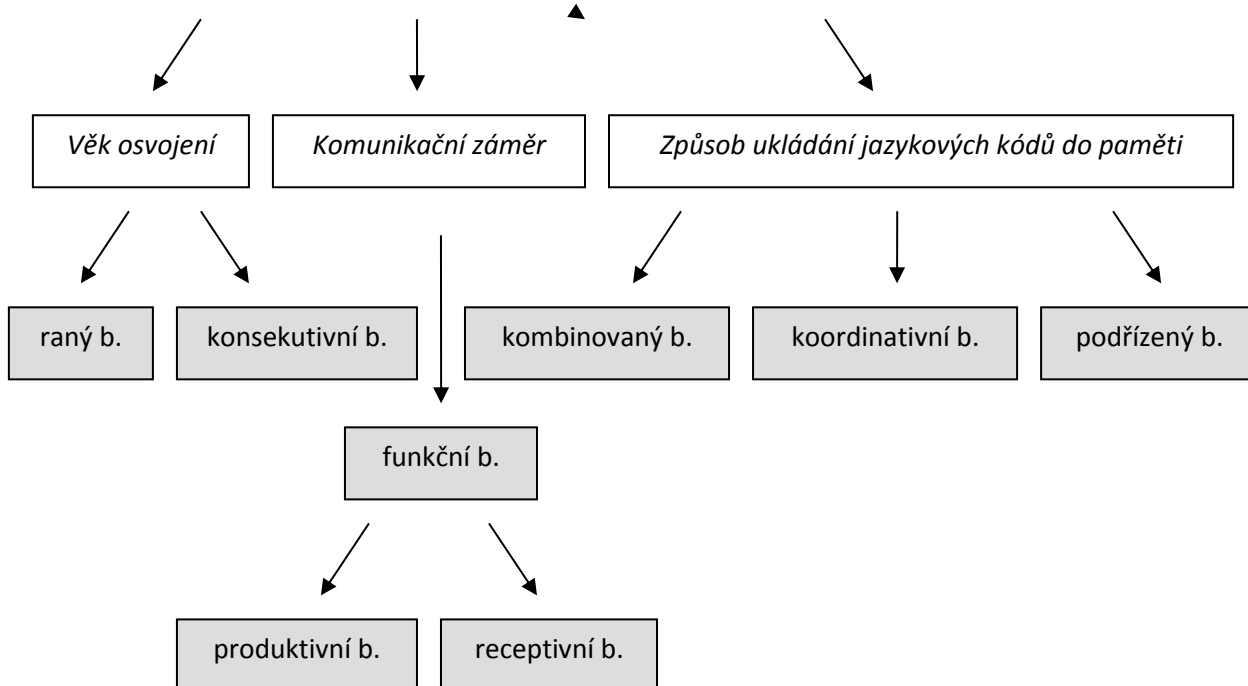 Věk osvojení
Komunikační záměr
Způsob ukládání jazykových kódů do paměti
raný b.
konsekutivní b.
kombinovaný b.
koordinativní b.
podřízený b.
funkční b.
produktivní b.
receptivní b.